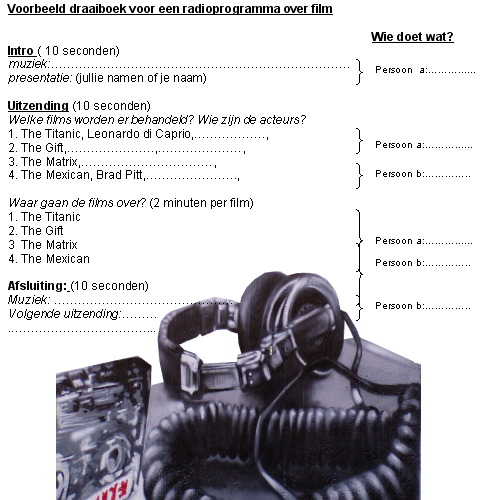 Voorbeeld draaiboek voor een radioprogramma over film
Wie doet wat?
Intro ( 10 seconden)
muziek:……………………………………………………………………
presentatie: (jullie namen of je naam)
Persoon a:……………
Uitzending (10 seconden)
Welke films worden er behandeld? Wie zijn de acteurs?
1. The Titanic, Leonardo di Caprio,………………,
2. The Gift,…………………,…………………,
3. The Matrix,……………………………,
4. The Mexican, Brad Pitt,……………………,
Persoon a:……………
Persoon b:……………
Waar gaan de films over? (2 minuten per film)
1. The Titanic
2. The Gift
3 The Matrix
4. The Mexican
Persoon a:……………
Persoon b:……………
Afsluiting: (10 seconden)
Muziek: …………………………………………
Volgende uitzending:………
…………………………………
Persoon b:……………